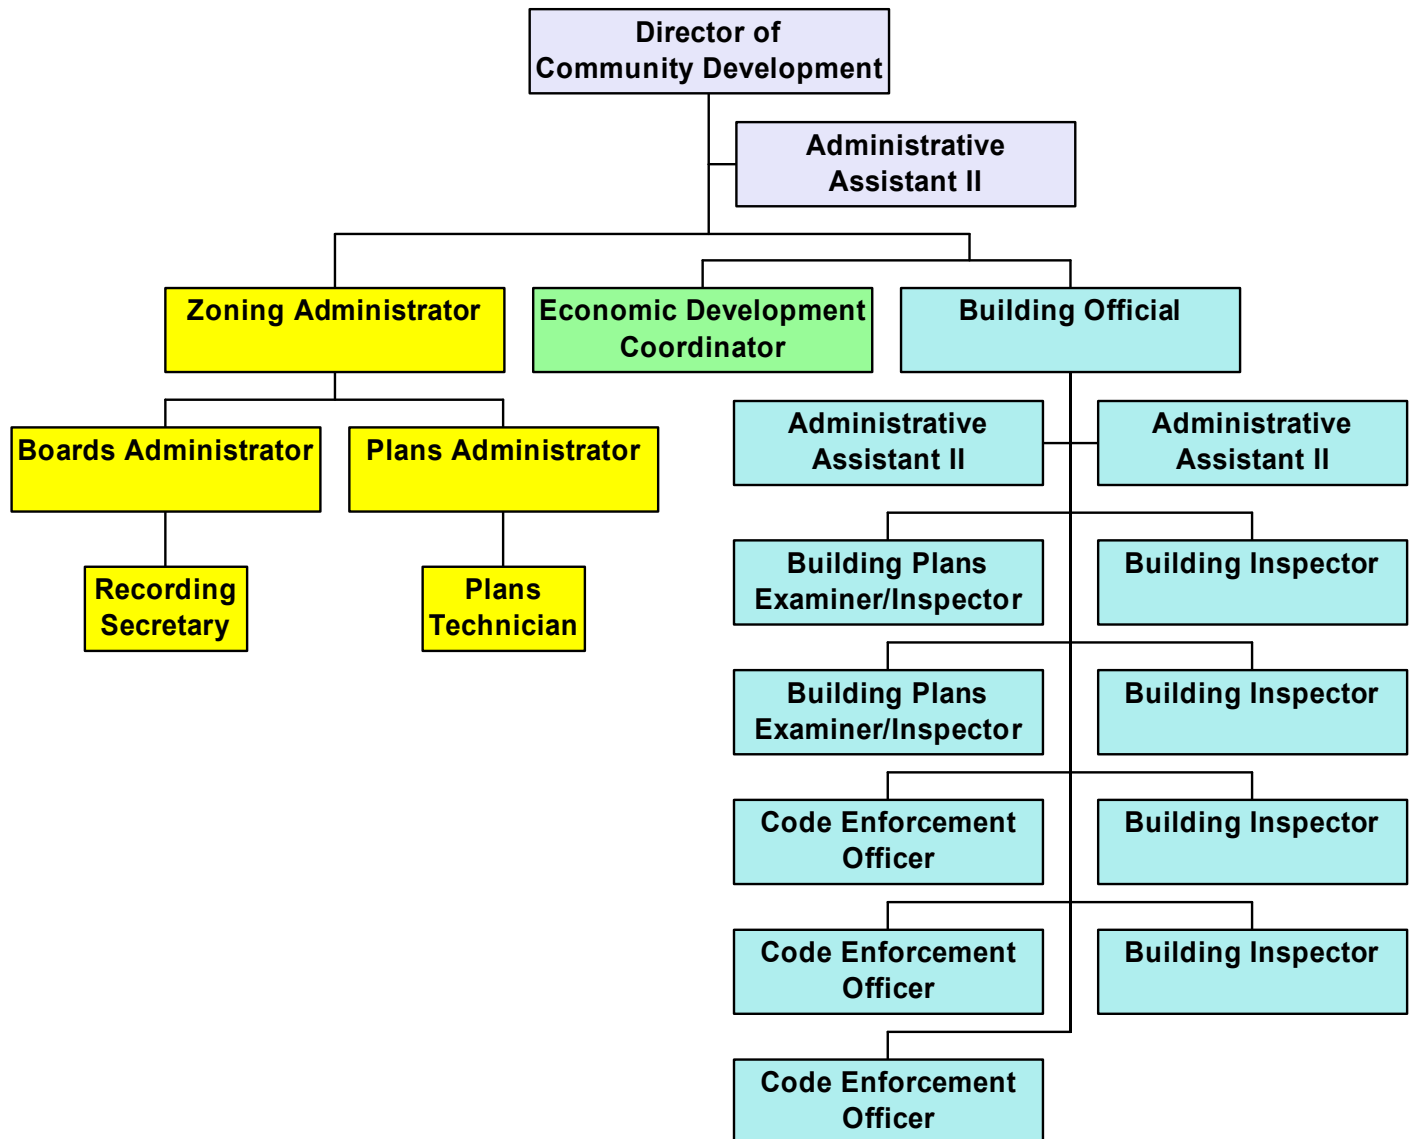 Director of
Community Development
Administrative
Assistant II
Zoning Administrator
Economic Development
Coordinator
Building Official
Boards Administrator
Plans Administrator
Recording
Secretary
Plans
Technician
Administrative
Assistant II
Administrative
Assistant II
Building Plans
Examiner/Inspector
Building Inspector
Building Plans
Examiner/Inspector
Building Inspector
Code Enforcement
Officer
Building Inspector
Code Enforcement
Officer
Building Inspector
Code Enforcement
Officer